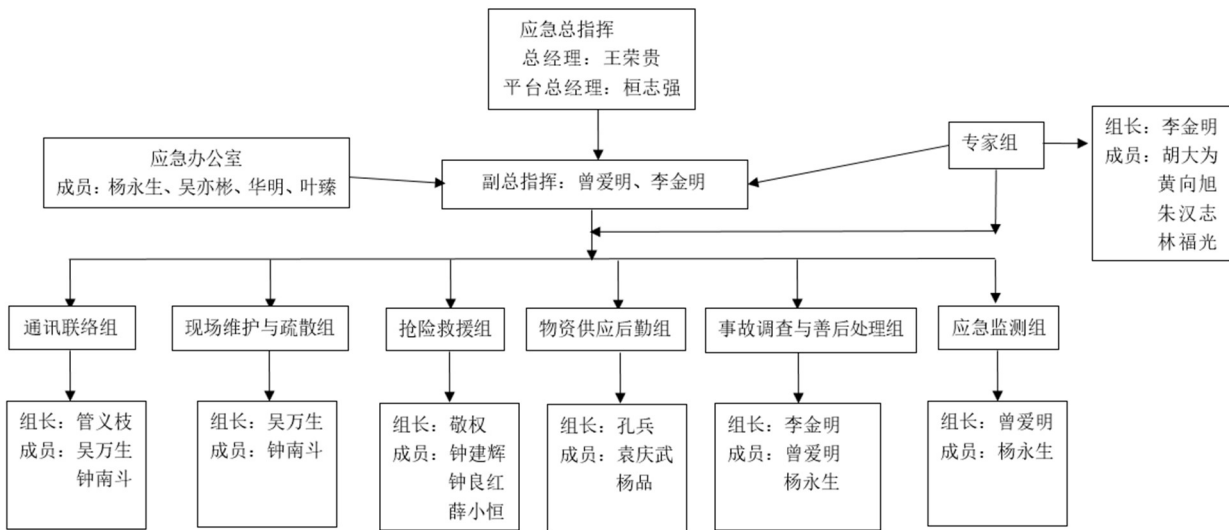 应急总指挥
总经理：王荣贵
平台总经理：桓志强
应急办公室
成员：杨永生、吴亦彬、华明、叶臻
副总指挥：曾爱明、李金明
专家组
组长：李金明
成员：胡大为
黄向旭
朱汉志
林福光
通讯联络组
现场维护与疏散组
抢险救援组
物资供应后勤组
事故调查与善后处理组
应急监测组
组长：管义枝
成员：吴万生
钟南斗
组长：吴万生
成员：钟南斗
组长：敬权
成员：钟建辉
钟良红
薛小恒
组长：孔兵
成员：袁庆武
杨品
组长：李金明
成员：曾爱明
杨永生
组长：曾爱明
成员：杨永生